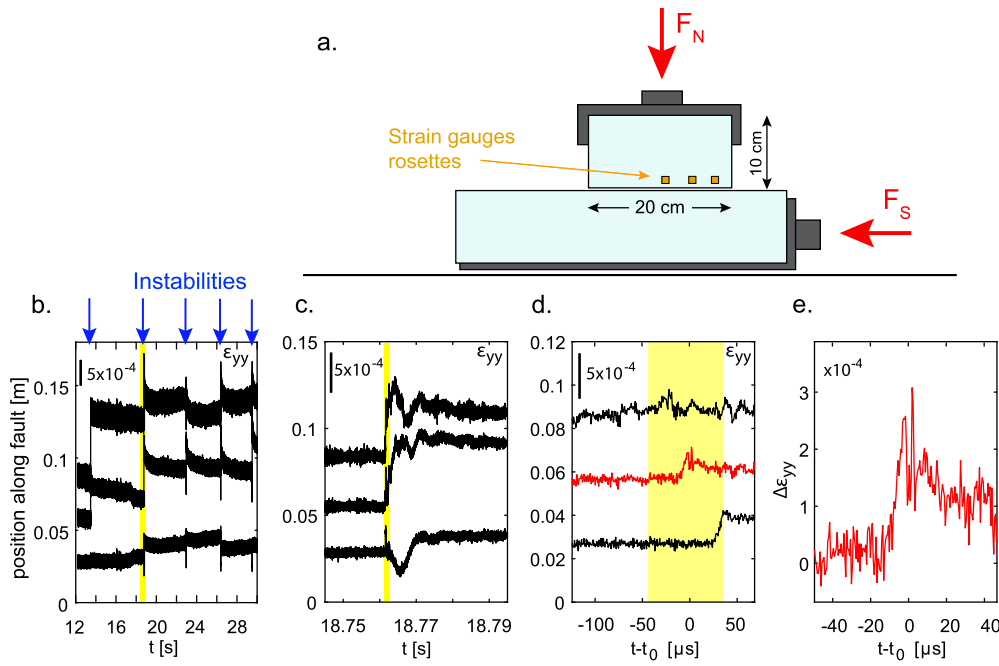 a.
F_N
Strain gauges
rosettes
10 cm
20 cm
F_S
Instabilities
b.
c.
d.
e.
position along fault [m]
0.15
0.1
0.05
0
5x10⁻⁴
ε_yy
12 16 20 24 28
t [s]
0.15
0.1
0.05
0
5x10⁻⁴
ε_yy
18.75 18.77 18.79
t [s]
0.12
0.1
0.08
0.06
0.04
0.02
0
5x10⁻⁴
ε_yy
-100 -50 0 50
t-t₀ [µs]
x10⁻⁴
Δε_yy
4
3
2
1
0
-40 -20 0 20 40
t-t₀ [µs]